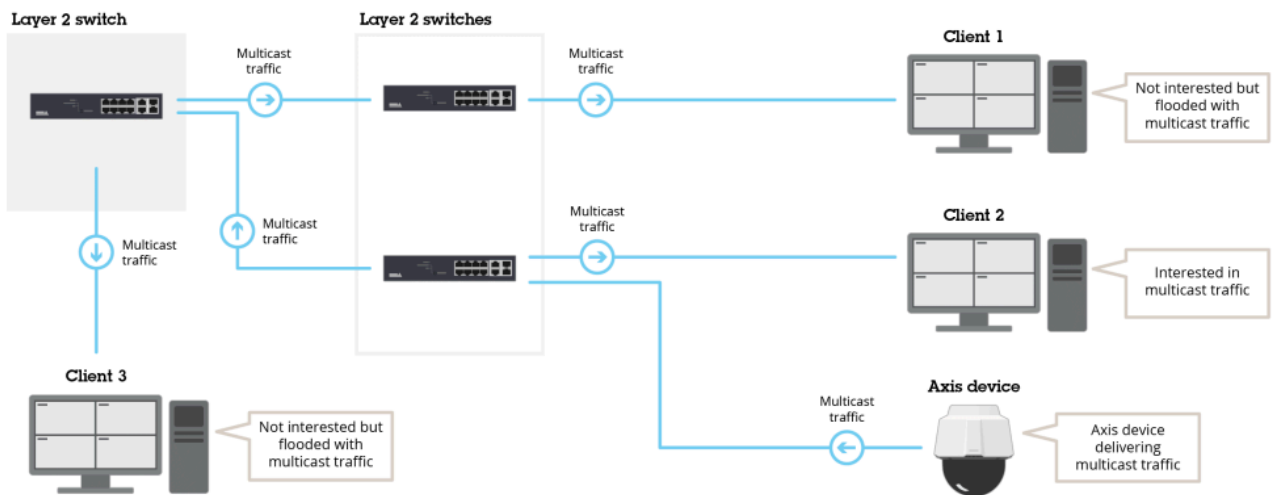 Layer 2 switch
Layer 2 switches
Client 1
Multicast
traffic
Multicast
traffic
Not interested but
flooded with
multicast traffic
Client 2
Multicast
traffic
Multicast
traffic
Multicast
traffic
Interested in
multicast traffic
Client 3
Axis device
Multicast
traffic
Not interested but
flooded with
multicast traffic
Axis device
delivering
multicast traffic